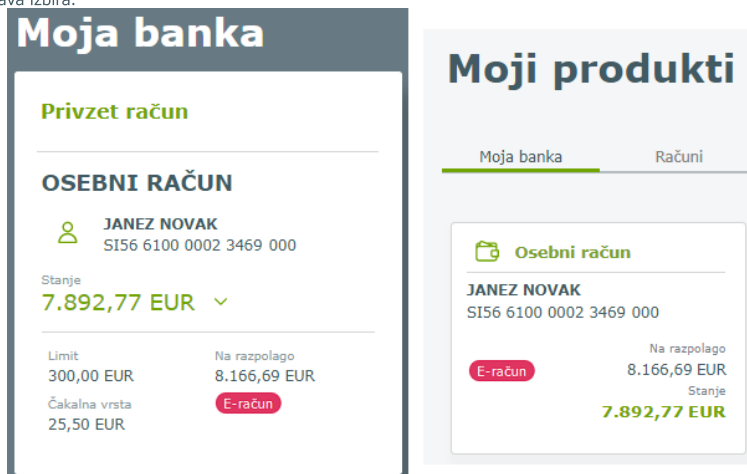 ava izbira.
Moja banka
Privzet račun
OSEBNI RAČUN
JANEZ NOVAK
SI56 6100 0002 3469 000
Stanje
7.892,77 EUR
Limit
300,00 EUR
Na razpolago
8.166,69 EUR
Čakalna vrsta
25,50 EUR
E-račun
Moji produkti
Moja banka
Računi
Osebni račun
JANEZ NOVAK
SI56 6100 0002 3469 000
Na razpolago
8.166,69 EUR
E-račun
Stanje
7.892,77 EUR